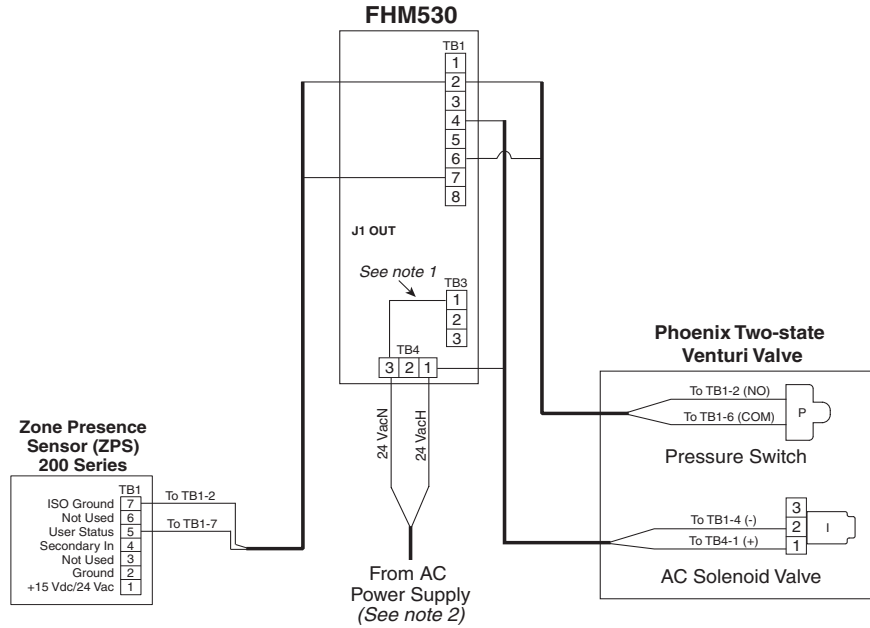 FHM530
TB1
1
2
3
4
5
6
7
8
J1 OUT
See note 1
TB3
1
2
3
TB4
3 2 1
24 VacN
24 VacH
From AC
Power Supply
(See note 2)
Zone Presence
Sensor (ZPS)
200 Series
TB1
ISO Ground 7
Not Used 6
User Status 5
Secondary In 4
Not Used 3
Ground 2
+15 Vdc/24 Vac 1
To TB1-2
To TB1-7
Phoenix Two-state
Venturi Valve
To TB1-2 (NO)
To TB1-6 (COM)
P
Pressure Switch
To TB1-4 (-)
To TB4-1 (+)
3
2
1
I
AC Solenoid Valve